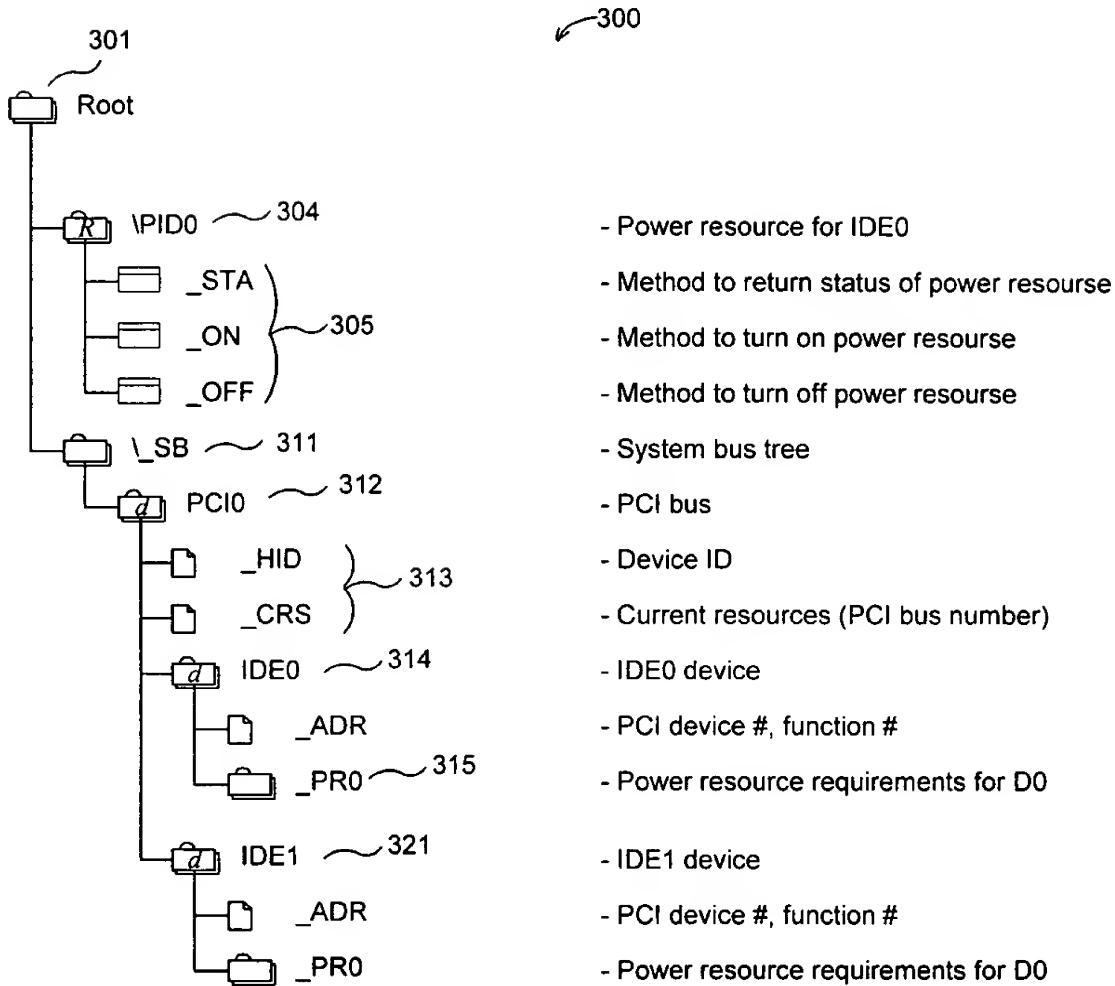 300
301
Root
\PID0 304 - Power resource for IDE0
_STA - Method to return status of power resourse
_ON 305 - Method to turn on power resourse
_OFF - Method to turn off power resourse
\_SB 311 - System bus tree
d PCI0 312 - PCI bus
_HID - Device ID
313
_CRS - Current resources (PCI bus number)
d IDE0 314 - IDE0 device
_ADR - PCI device #, function #
_PR0 315 - Power resource requirements for D0
d IDE1 321 - IDE1 device
_ADR - PCI device #, function #
_PR0 - Power resource requirements for D0